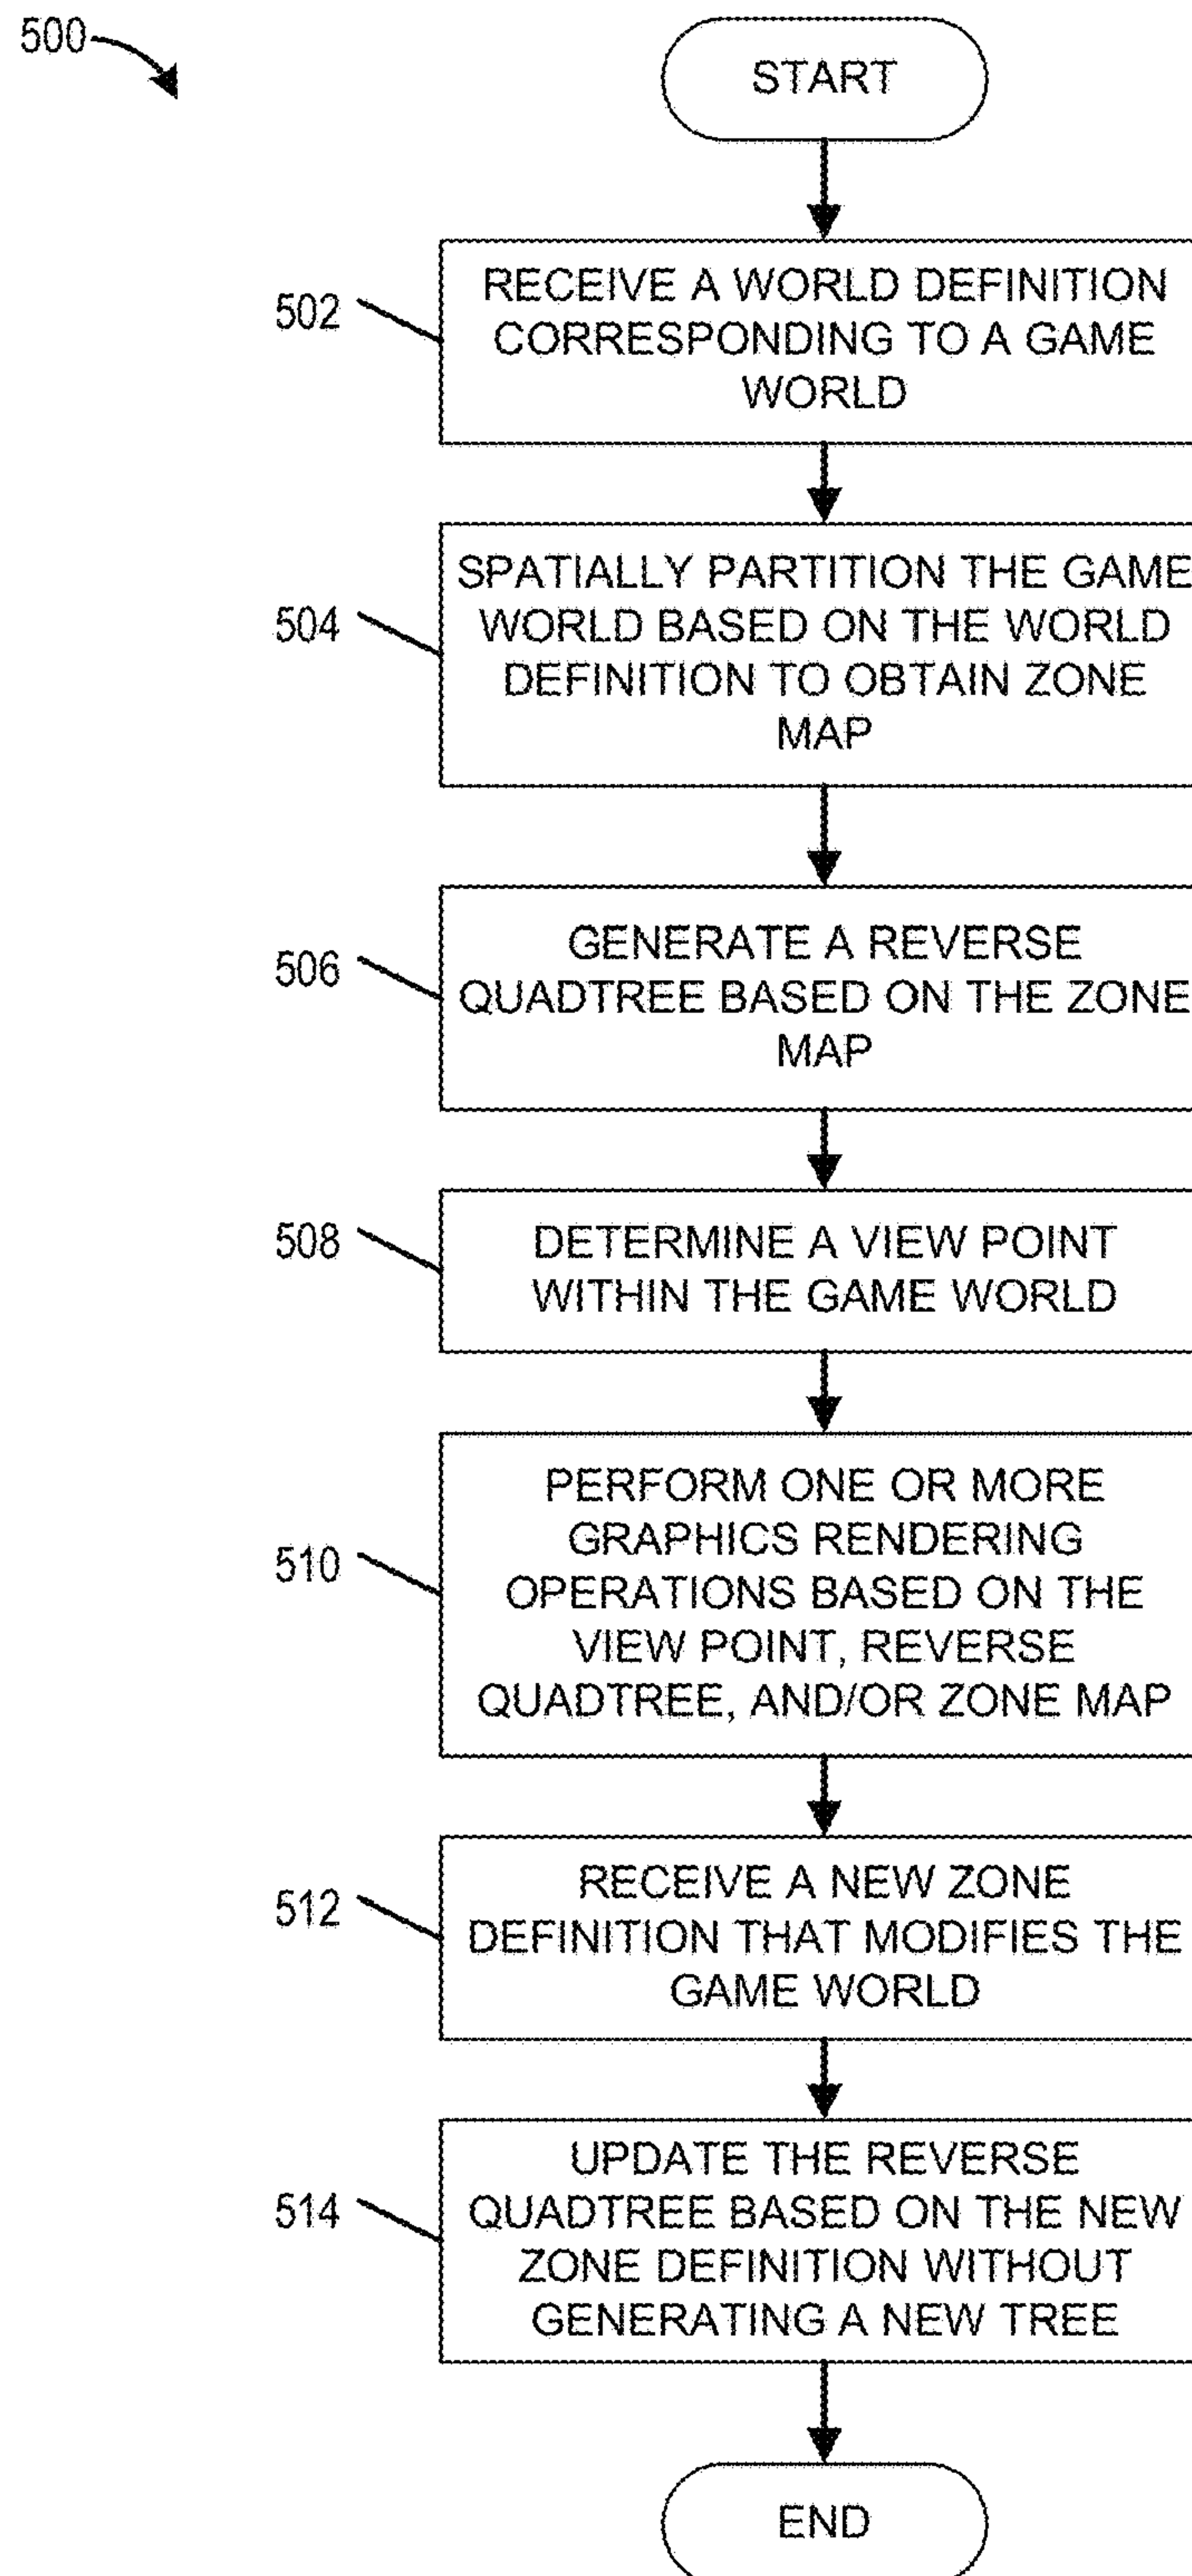 500
START
502
RECEIVE A WORLD DEFINITION
CORRESPONDING TO A GAME
WORLD
504
SPATIALLY PARTITION THE GAME
WORLD BASED ON THE WORLD
DEFINITION TO OBTAIN ZONE
MAP
506
GENERATE A REVERSE
QUADTREE BASED ON THE ZONE
MAP
508
DETERMINE A VIEW POINT
WITHIN THE GAME WORLD
510
PERFORM ONE OR MORE
GRAPHICS RENDERING
OPERATIONS BASED ON THE
VIEW POINT, REVERSE
QUADTREE, AND/OR ZONE MAP
512
RECEIVE A NEW ZONE
DEFINITION THAT MODIFIES THE
GAME WORLD
514
UPDATE THE REVERSE
QUADTREE BASED ON THE NEW
ZONE DEFINITION WITHOUT
GENERATING A NEW TREE
END